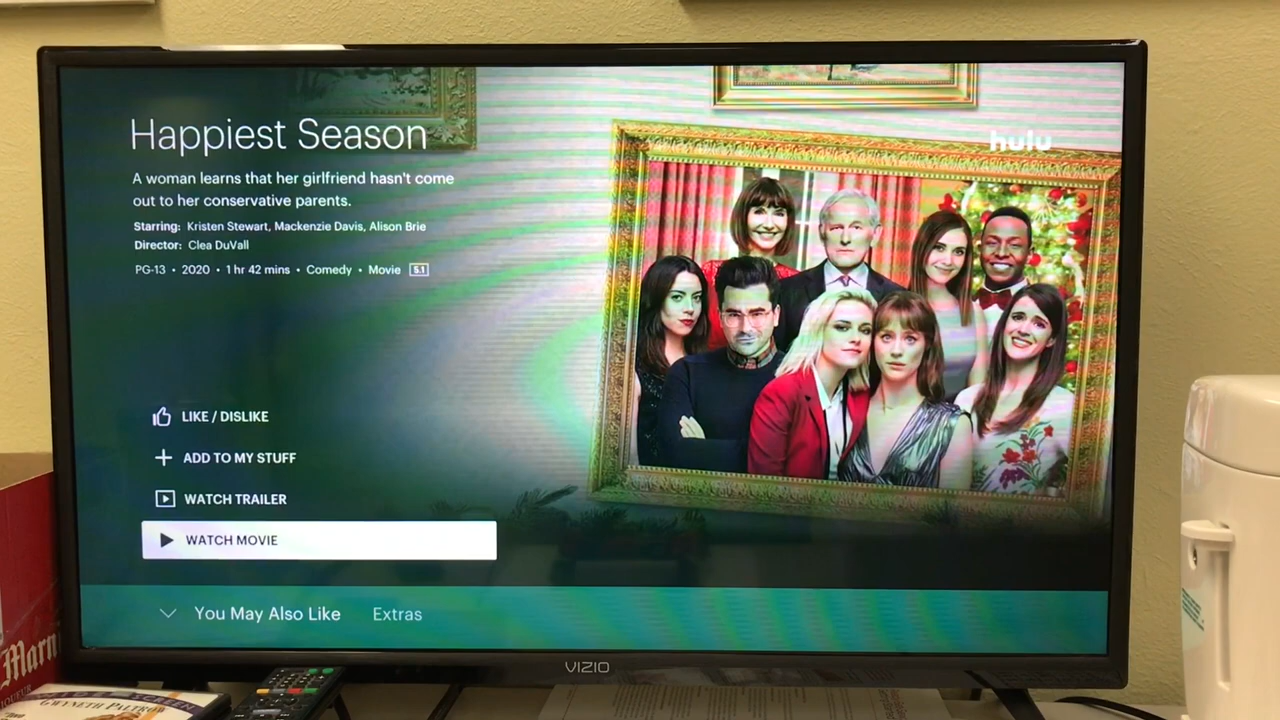 Happiest Season
hulu
A woman learns that her girlfriend hasn't come
out to her conservative parents.
Starring: Kristen Stewart, Mackenzie Davis, Alison Brie
Director: Clea DuVall
PG-13 • 2020 • 1 hr 42 mins • Comedy • Movie 5.1
LIKE / DISLIKE
ADD TO MY STUFF
WATCH TRAILER
WATCH MOVIE
You May Also Like Extras
VIZIO
GWYNETH PALTROW